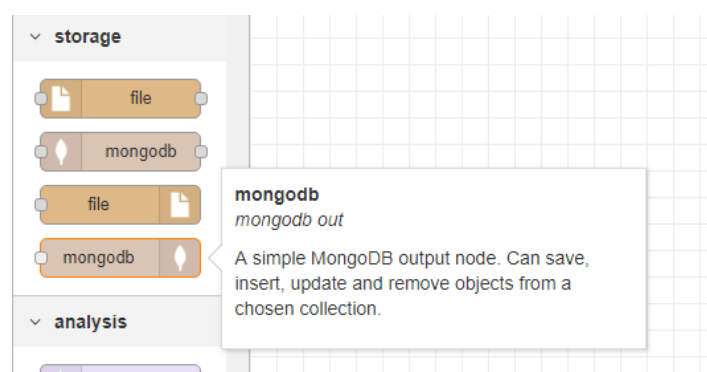 storage
file
mongodb
file
mongodb
mongodb
mongodb out
A simple MongoDB output node. Can save,
insert, update and remove objects from a
chosen collection.
analysis